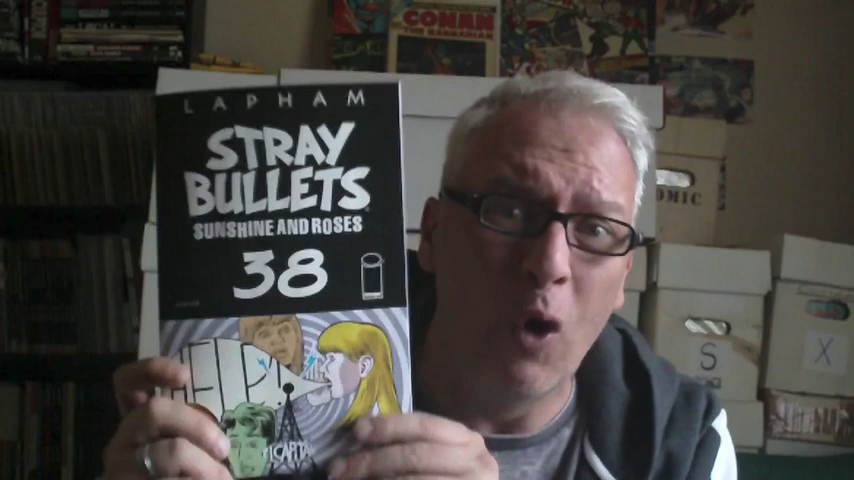 CONAN
THE BARBARIAN
LAPHAM
STRAY
BULLETS
SUNSHINE AND ROSES
38
HELP!
OMIC
S
X